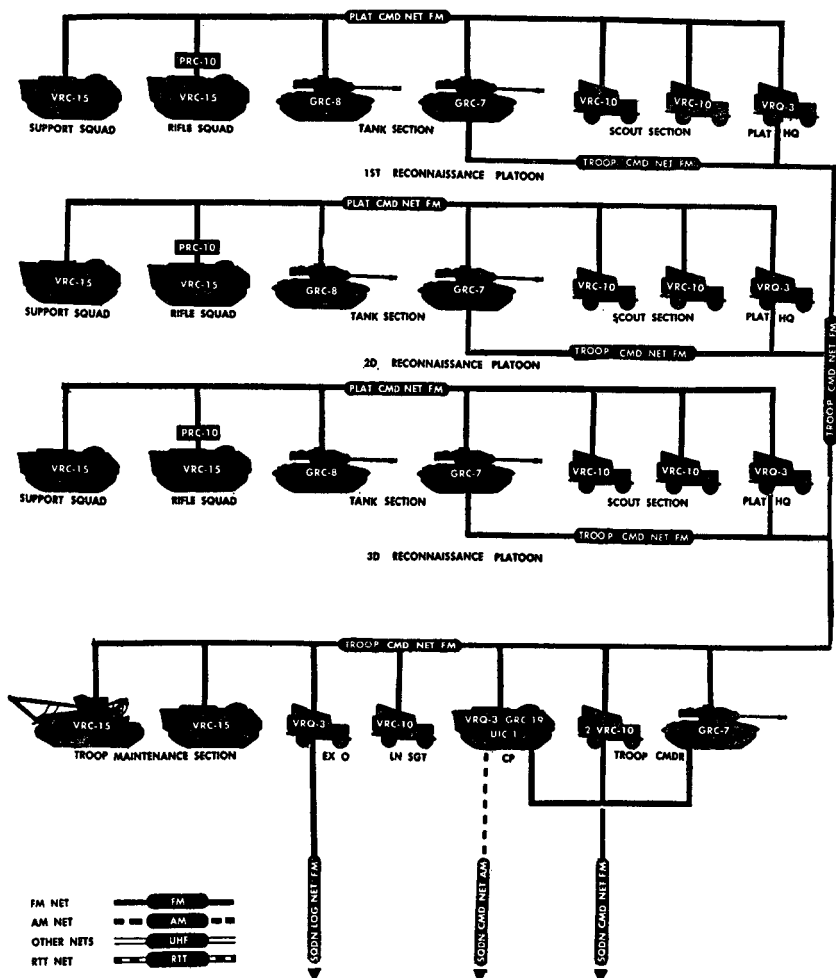 PLAT CMD NET FM
PRC-10
VRC-15 VRC-15 GRC-8 GRC-7 VRC-10 VRC-10 VRQ-3
SUPPORT SQUAD RIFLE SQUAD TANK SECTION SCOUT SECTION PLAT HQ
TROOP CMD NET FM
1ST RECONNAISSANCE PLATOON
PLAT CMD NET FM
PRC-10
VRC-15 VRC-15 GRC-8 GRC-7 VRC-10 VRC-10 VRQ-3
SUPPORT SQUAD RIFLE SQUAD TANK SECTION SCOUT SECTION PLAT HQ
TROOP CMD NET FM
2D RECONNAISSANCE PLATOON
TROOP CMD NET FM
PLAT CMD NET FM
PRC-10
VRC-15 VRC-15 GRC-8 GRC-7 VRC-10 VRC-10 VRQ-3
SUPPORT SQUAD RIFLE SQUAD TANK SECTION SCOUT SECTION PLAT HQ
TROOP CMD NET FM
3D RECONNAISSANCE PLATOON
TROOP CMD NET FM
VRC-15 VRC-15 VRQ-3 VRC-10 VRQ-3 GRC-19 2 VRC-10 GRC-7
UIC 1
TROOP MAINTENANCE SECTION EX O LN SGT CP TROOP CMDR
SQDN LOG NET FM
SQDN CMD NET AM
SQDN CMD NET FM
FM NET FM
AM NET AM
OTHER NETS UHF
RTT NET RTT